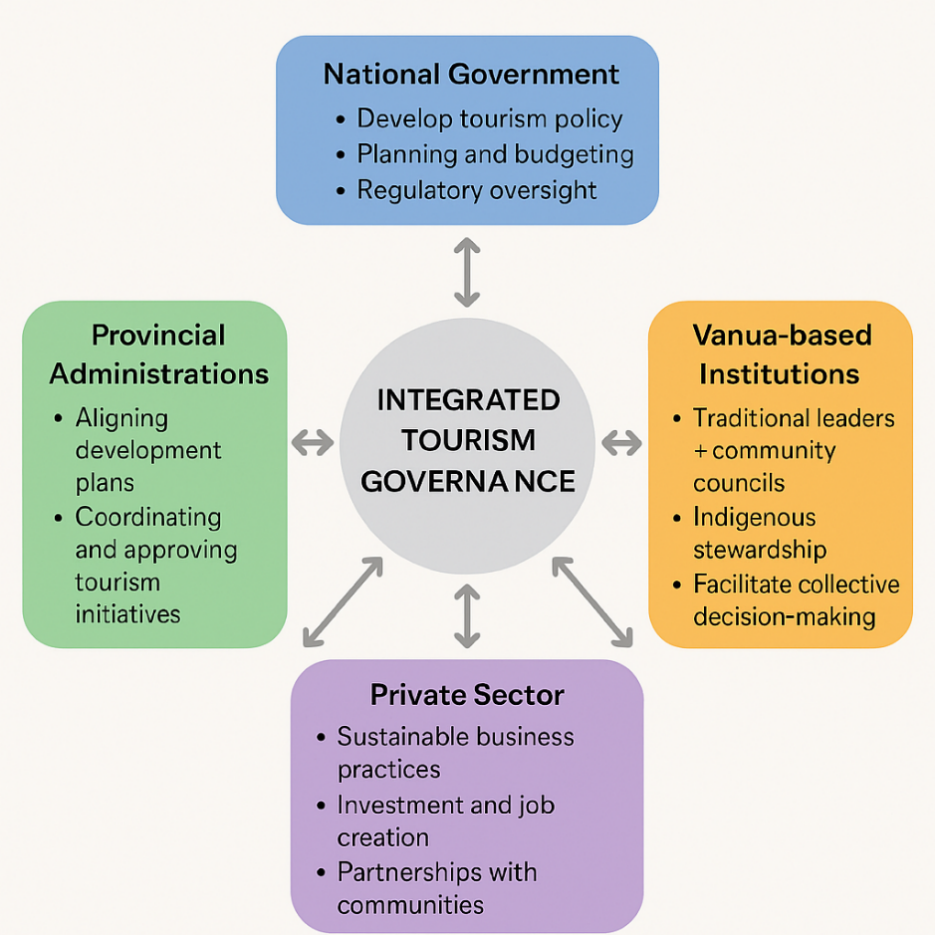 National Government
• Develop tourism policy
• Planning and budgeting
• Regulatory oversight
Provincial
Administrations
• Aligning
development
plans
• Coordinating
and approving
tourism
initiatives
INTEGRATED
TOURISM
GOVERNANCE
Vanua-based
Institutions
• Traditional leaders
+ community
councils
• Indigenous
stewardship
• Facilitate collective
decision-making
Private Sector
• Sustainable business
practices
• Investment and job
creation
• Partnerships with
communities